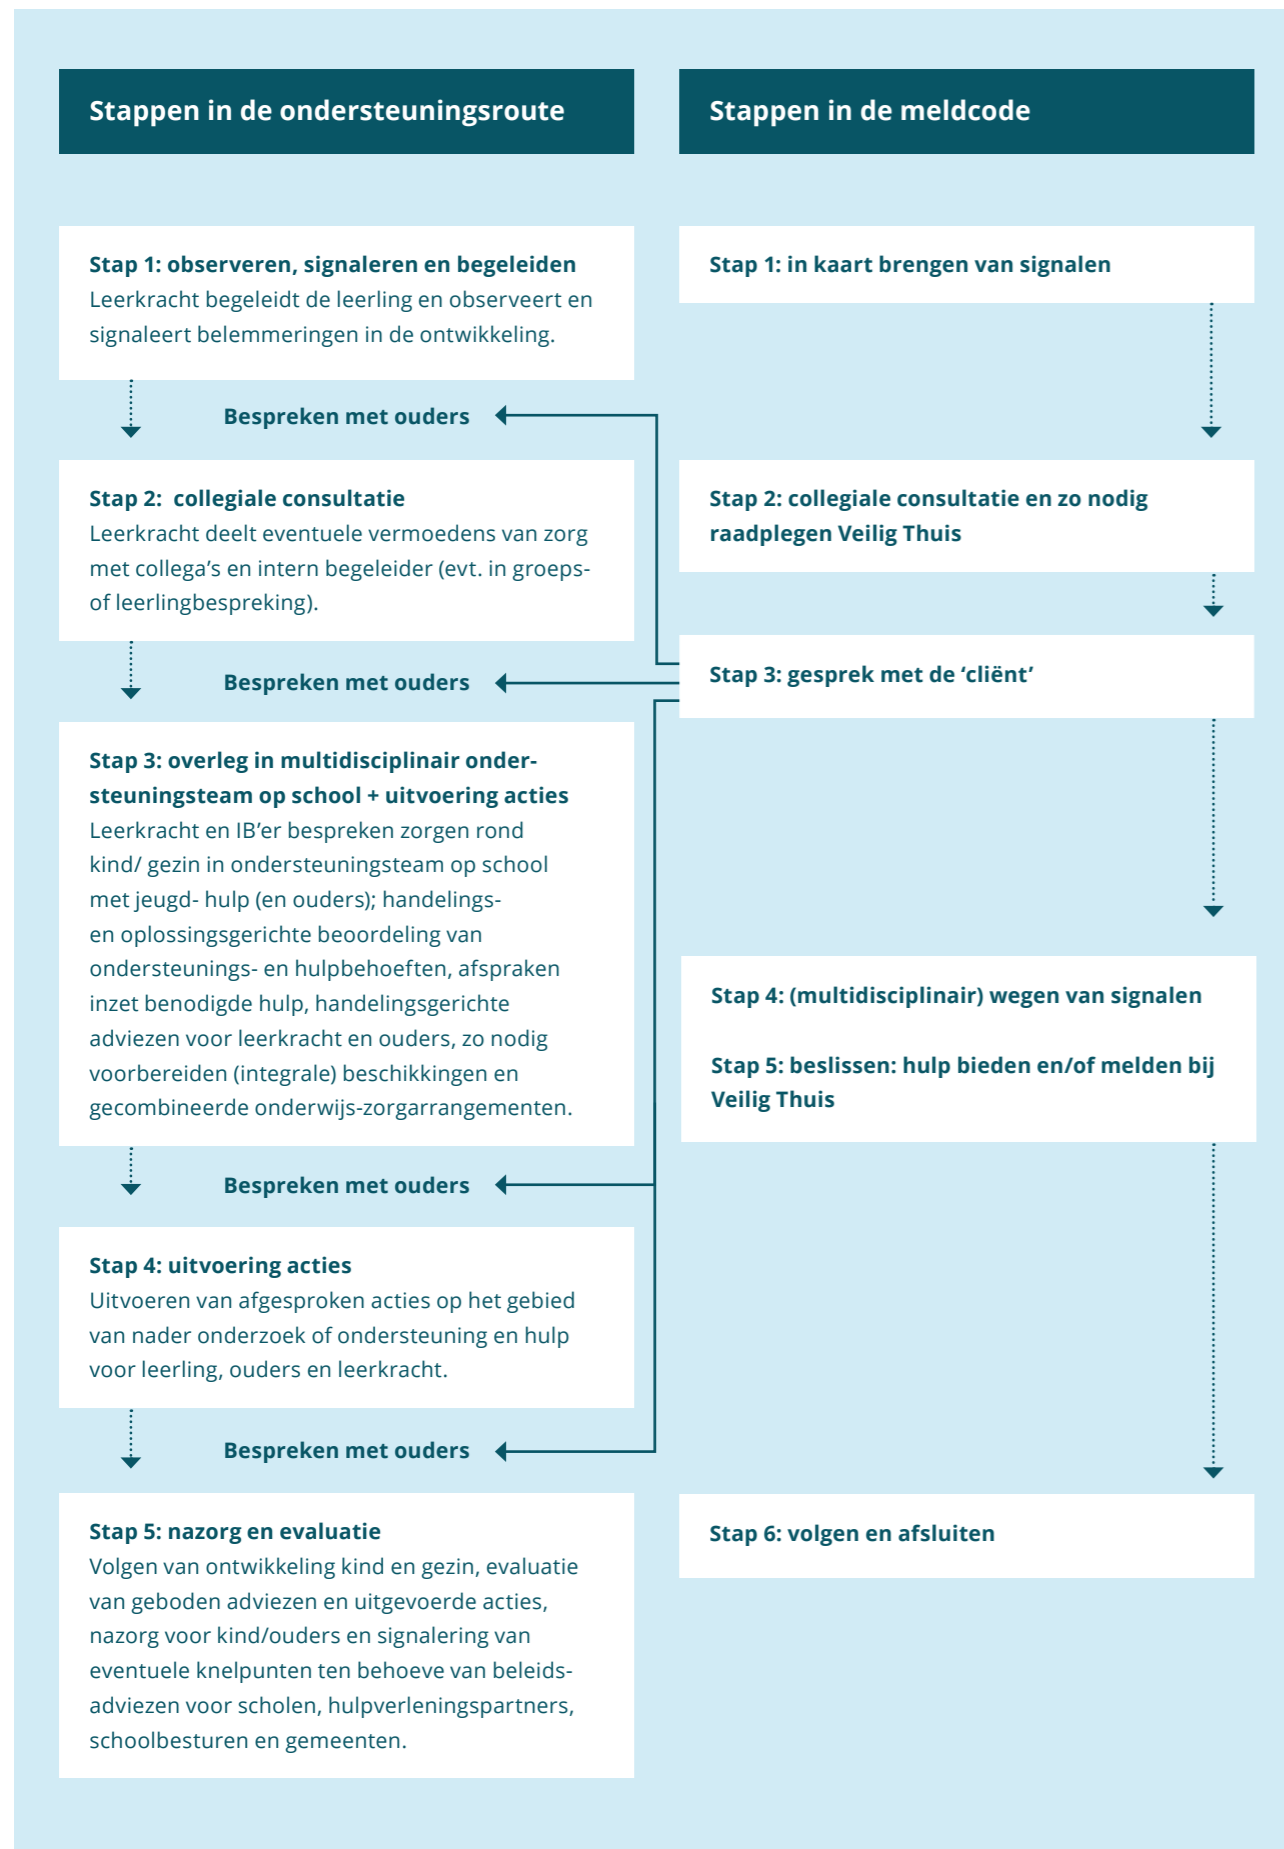 Stappen in de ondersteuningsroute
Stap 1: observeren, signaleren en begeleiden
Leerkracht begeleidt de leerling en observeert en
signaleert belemmeringen in de ontwikkeling.
Bespreken met ouders
Stap 2:  collegiale consultatie
Leerkracht deelt eventuele vermoedens van zorg
met collega’s en intern begeleider (evt. in groeps-
of leerlingbespreking).
Bespreken met ouders
Stap 3: overleg in multidisciplinair onder-
steuningsteam op school + uitvoering acties
Leerkracht en IB’er bespreken zorgen rond
kind/ gezin in ondersteuningsteam op school
met jeugd- hulp (en ouders); handelings-
en oplossingsgerichte beoordeling van
ondersteunings- en hulpbehoeften, afspraken
inzet benodigde hulp, handelingsgerichte
adviezen voor leerkracht en ouders, zo nodig
voorbereiden (integrale) beschikkingen en
gecombineerde onderwijs-zorgarrangementen.
Bespreken met ouders
Stap 4: uitvoering acties
Uitvoeren van afgesproken acties op het gebied
van nader onderzoek of ondersteuning en hulp
voor leerling, ouders en leerkracht.
Bespreken met ouders
Stap 5: nazorg en evaluatie
Volgen van ontwikkeling kind en gezin, evaluatie
van geboden adviezen en uitgevoerde acties,
nazorg voor kind/ouders en signalering van
eventuele knelpunten ten behoeve van beleids-
adviezen voor scholen, hulpverleningspartners,
schoolbesturen en gemeenten.
Stappen in de meldcode
Stap 1: in kaart brengen van signalen
Stap 2: collegiale consultatie en zo nodig
raadplegen Veilig Thuis
Stap 3: gesprek met de ‘cliënt’
Stap 4: (multidisciplinair) wegen van signalen
Stap 5: beslissen: hulp bieden en/of melden bij
Veilig Thuis
Stap 6: volgen en afsluiten